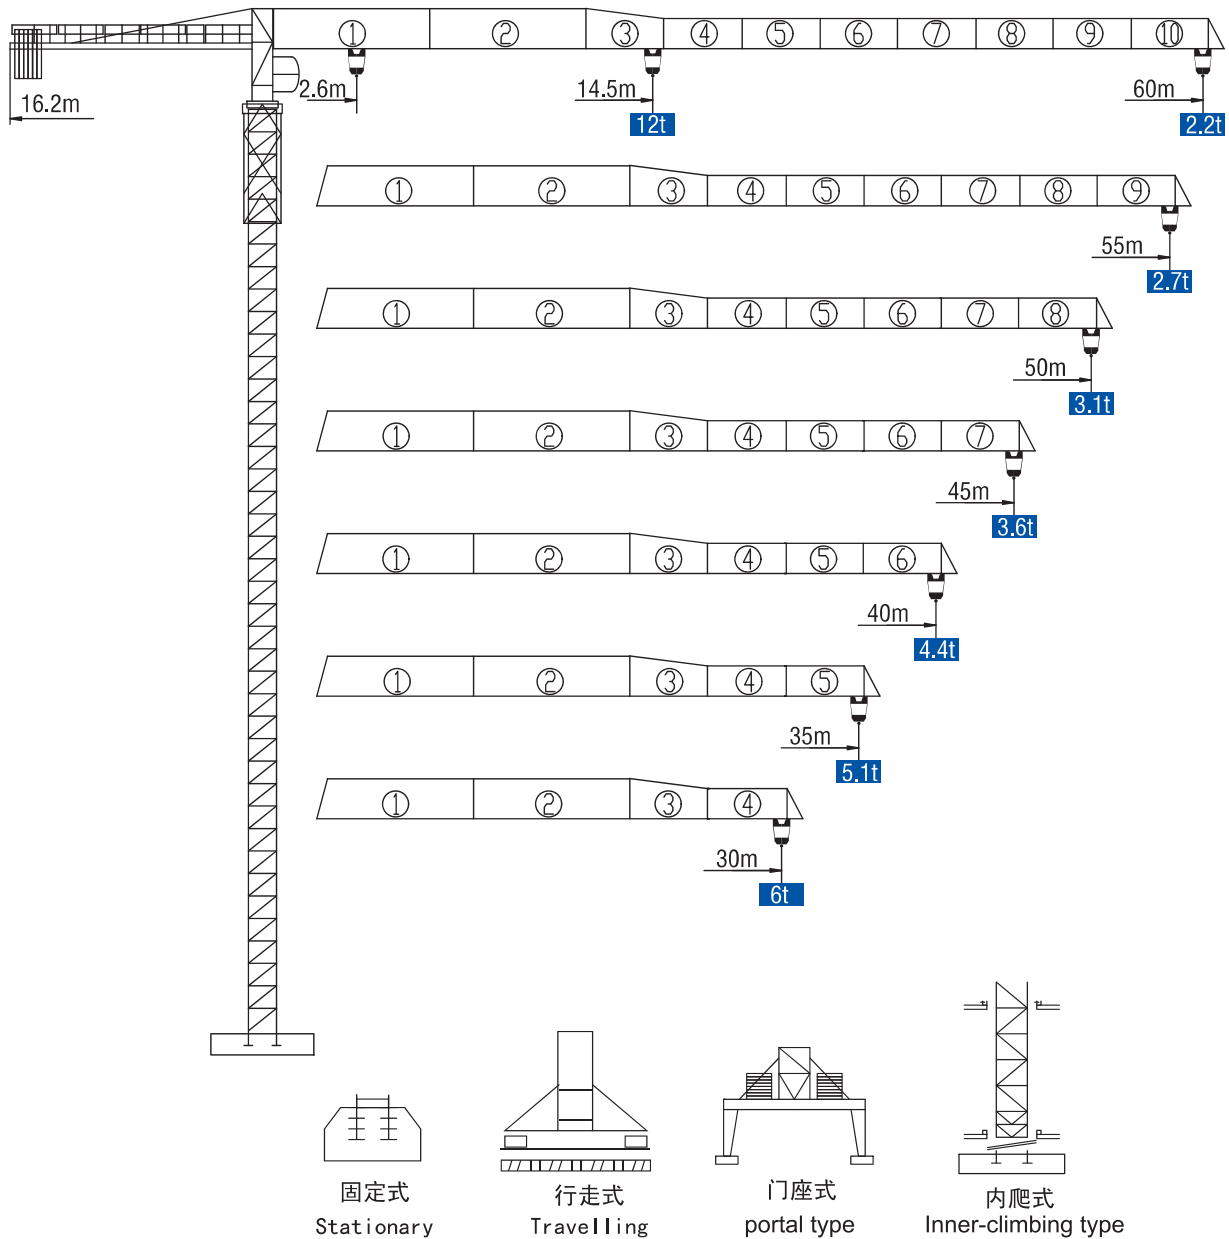 ① ② ③ ④ ⑤ ⑥ ⑦ ⑧ ⑨ ⑩
16.2m 2.6m 14.5m 60m
12t 2.2t
① ② ③ ④ ⑤ ⑥ ⑦ ⑧ ⑨
55m
2.7t
① ② ③ ④ ⑤ ⑥ ⑦ ⑧
50m
3.1t
① ② ③ ④ ⑤ ⑥ ⑦
45m
3.6t
① ② ③ ④ ⑤ ⑥
40m
4.4t
① ② ③ ④ ⑤
35m
5.1t
① ② ③ ④
30m
6t
固定式 行走式 门座式 内爬式
Stationary Travelling portal type Inner-climbing type